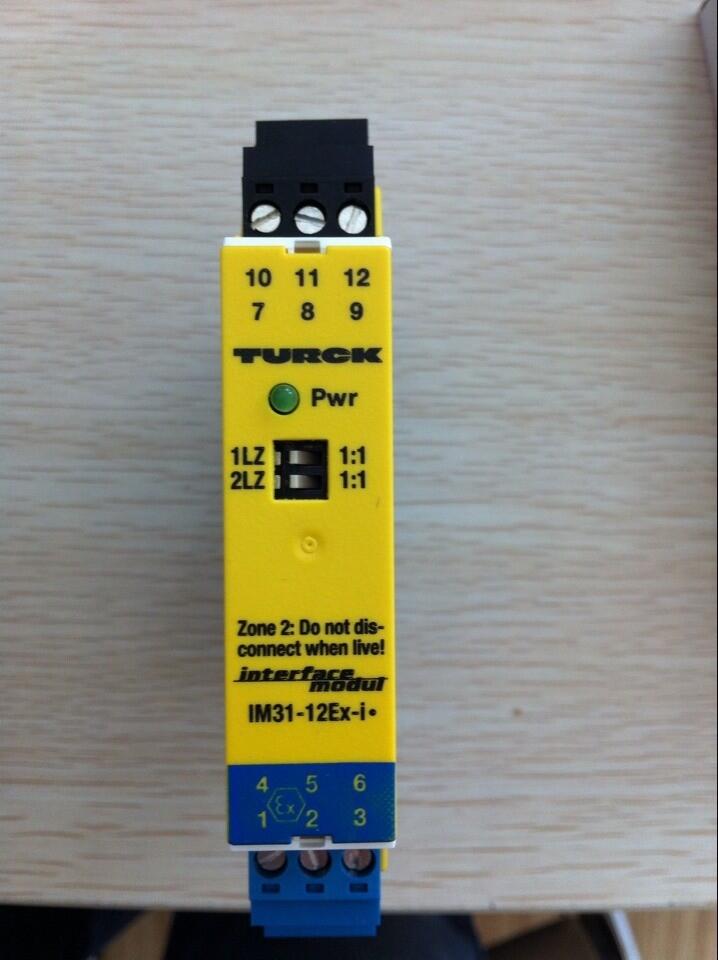 10 11 12
7 8 9
TURCK
Pwr
1LZ 1:1
2LZ 1:1
Zone 2: Do not dis-
connect when live!
interface
modul
IM31-12Ex-i•
4 5 6
Ex
1 2 3